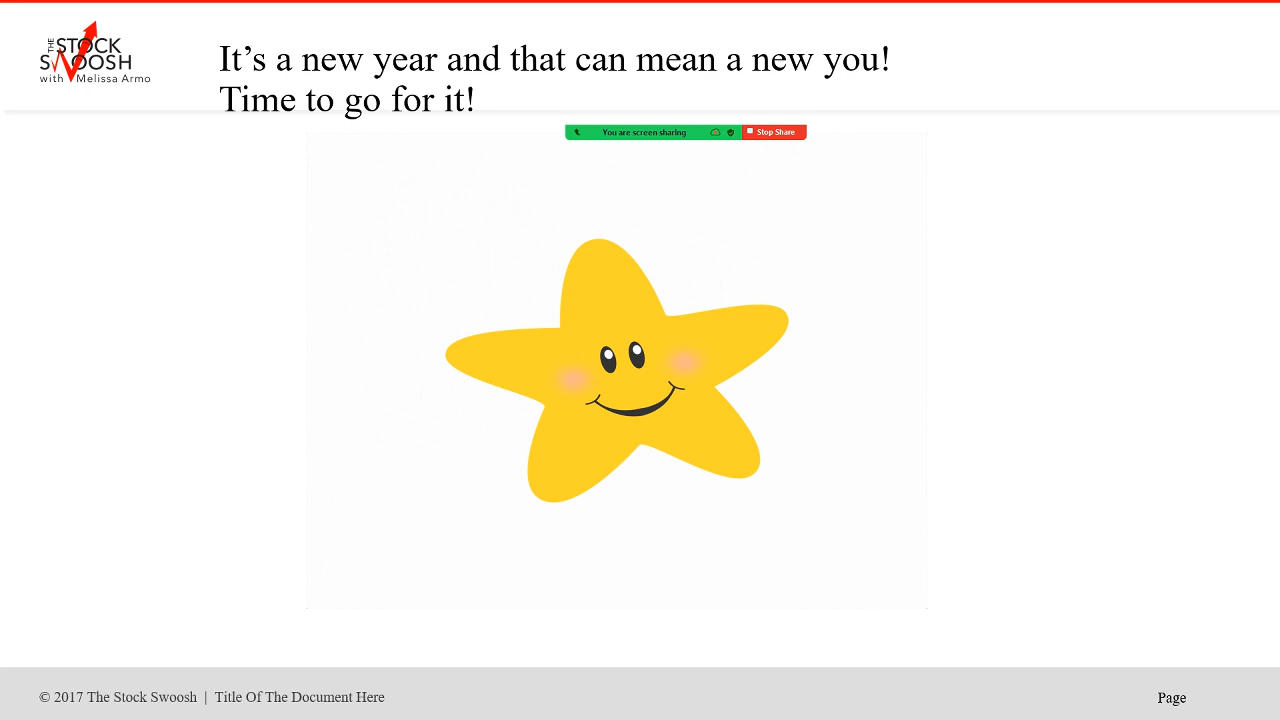 THE
STOCK
SWOOSH
with Melissa Armo
It’s a new year and that can mean a new you!
Time to go for it!
You are screen sharing Stop Share
© 2017 The Stock Swoosh | Title Of The Document Here
Page